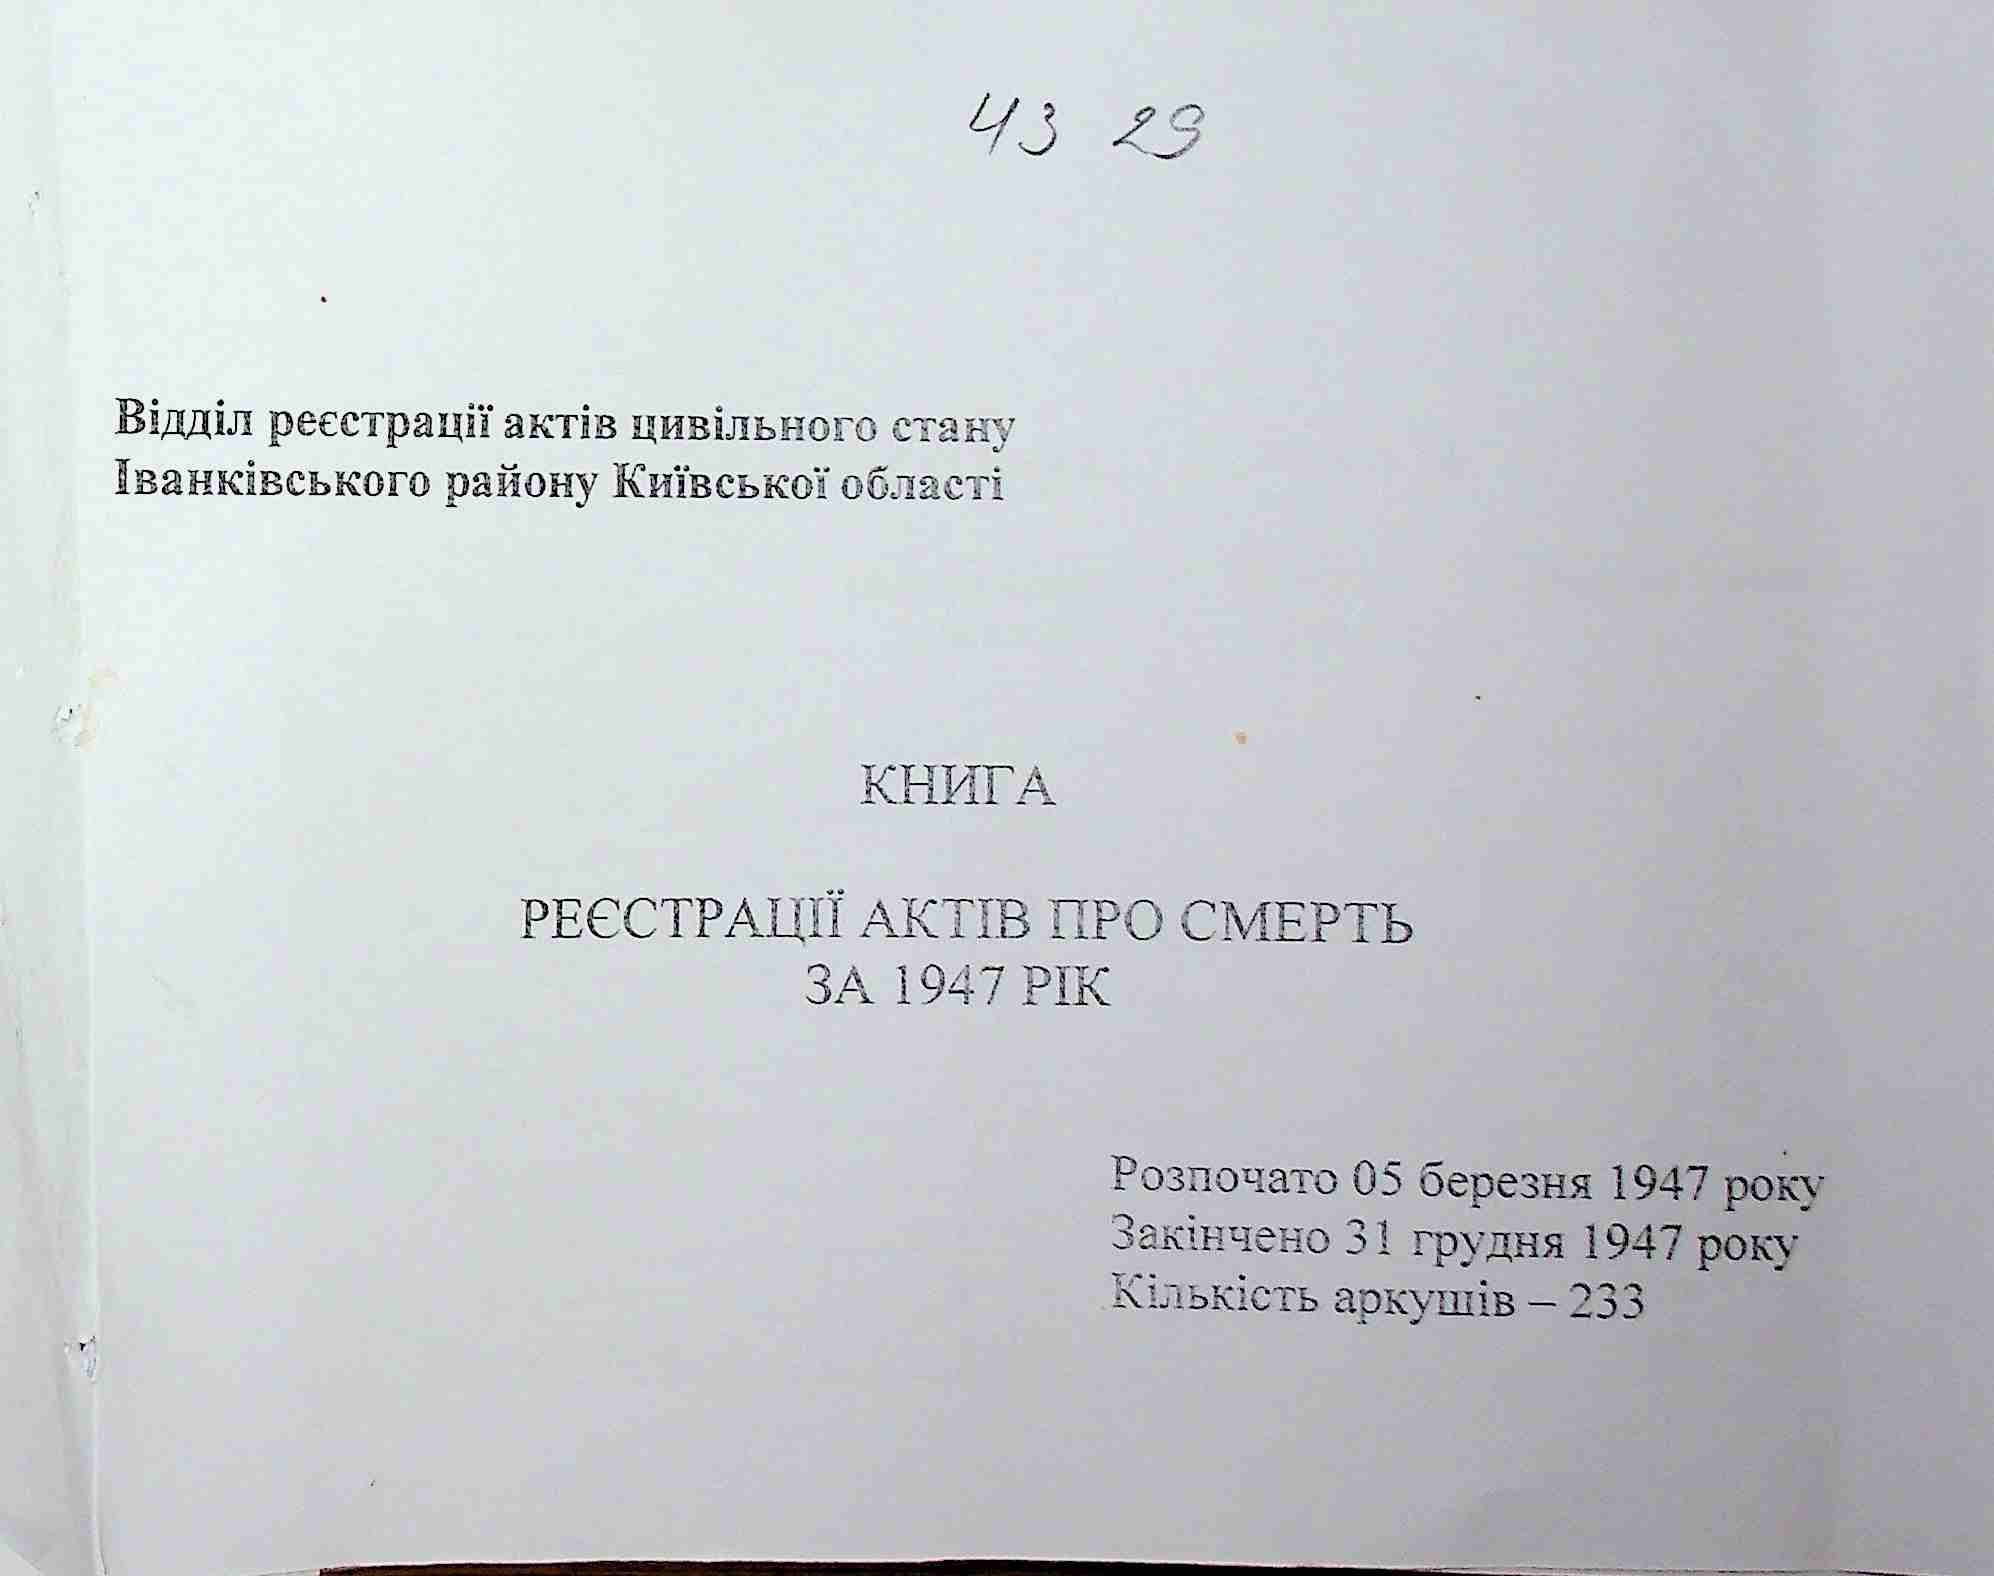 43 29
Відділ реєстрації актів цивільного стану
Іванківського району Київської області
КНИГА
РЕЄСТРАЦІЇ АКТІВ ПРО СМЕРТЬ
ЗА 1947 РІК
Розпочато 05 березня 1947 року
Закінчено 31 грудня 1947 року
Кількість аркушів – 233